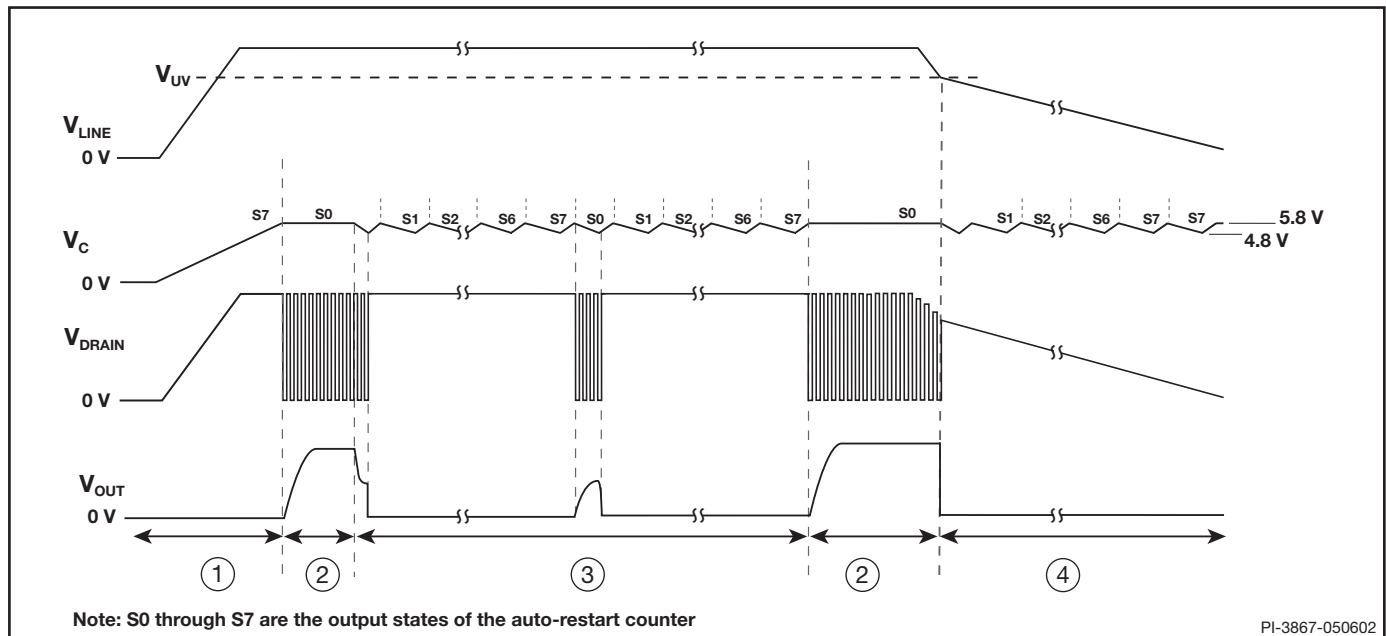 V_UV
V_LINE
0 V
S7 S0 S1 S2 S6 S7 S0 S1 S2 S6 S7 S0 S1 S2 S6 S7 S7
5.8 V
4.8 V
V_C
0 V
V_DRAIN
0 V
V_OUT
0 V
1 2 3 2 4
Note: S0 through S7 are the output states of the auto-restart counter
PI-3867-050602